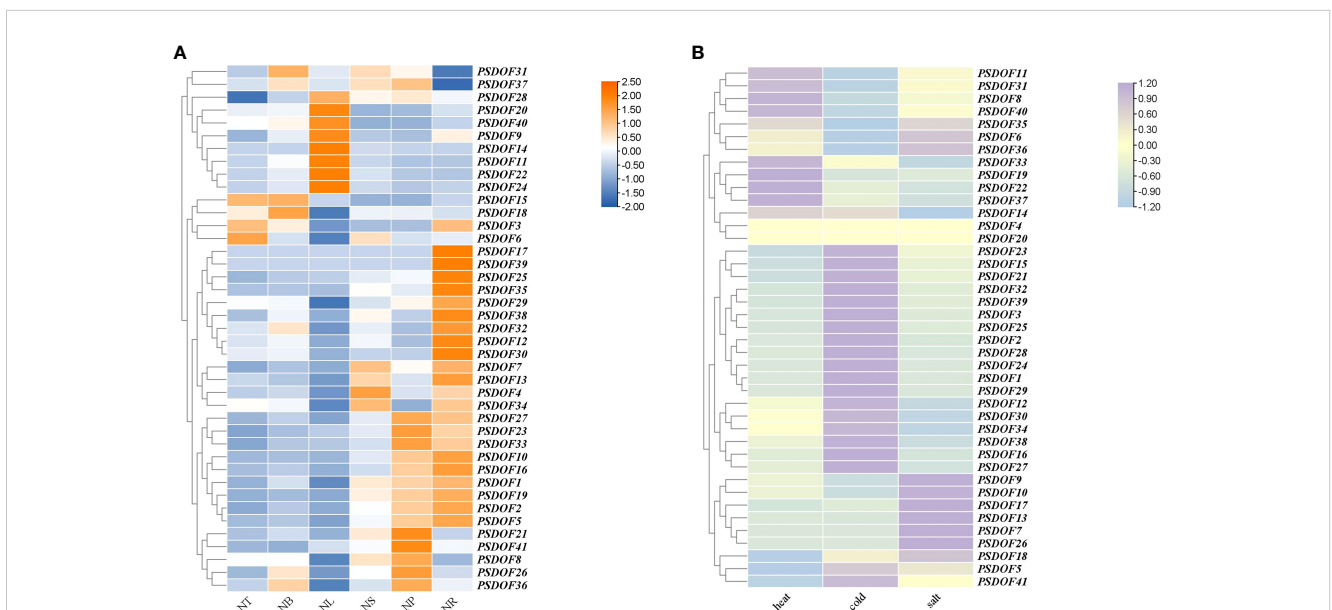 A
PSDOF31
PSDOF37
PSDOF28
PSDOF20
PSDOF40
PSDOF9
PSDOF14
PSDOF11
PSDOF22
PSDOF24
PSDOF15
PSDOF18
PSDOF3
PSDOF6
PSDOF17
PSDOF39
PSDOF25
PSDOF35
PSDOF29
PSDOF38
PSDOF32
PSDOF12
PSDOF30
PSDOF7
PSDOF13
PSDOF4
PSDOF34
PSDOF27
PSDOF23
PSDOF33
PSDOF10
PSDOF16
PSDOF1
PSDOF19
PSDOF2
PSDOF5
PSDOF21
PSDOF41
PSDOF8
PSDOF26
PSDOF36
NT NB NL NS NP NR
2.50
2.00
1.50
1.00
0.50
0.00
-0.50
-1.00
-1.50
-2.00
B
PSDOF11
PSDOF31
PSDOF8
PSDOF40
PSDOF35
PSDOF6
PSDOF36
PSDOF33
PSDOF19
PSDOF22
PSDOF37
PSDOF14
PSDOF4
PSDOF20
PSDOF23
PSDOF15
PSDOF21
PSDOF32
PSDOF39
PSDOF3
PSDOF25
PSDOF2
PSDOF28
PSDOF24
PSDOF1
PSDOF29
PSDOF12
PSDOF30
PSDOF34
PSDOF38
PSDOF16
PSDOF27
PSDOF9
PSDOF10
PSDOF17
PSDOF13
PSDOF7
PSDOF26
PSDOF18
PSDOF5
PSDOF41
heat cold salt
1.20
0.90
0.60
0.30
0.00
-0.30
-0.60
-0.90
-1.20